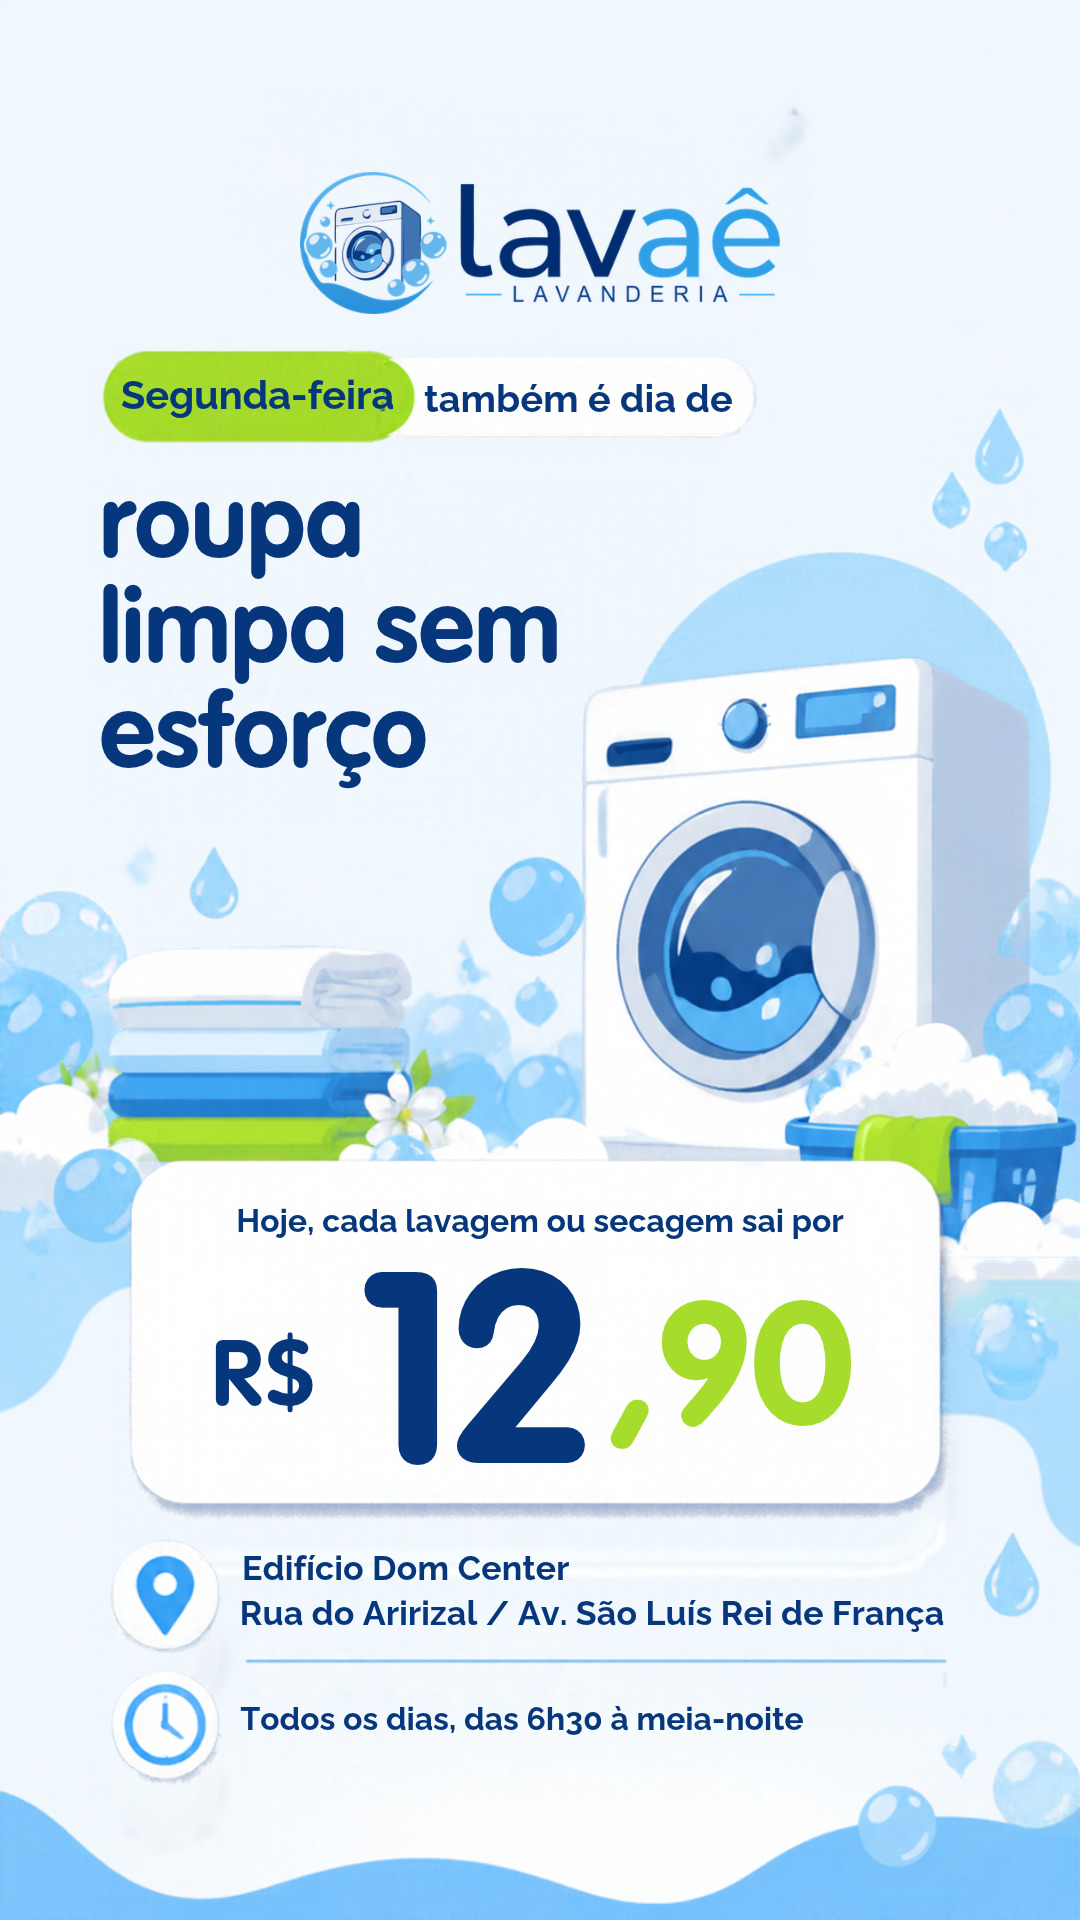 lavaê
LAVANDERIA
Segunda-feira também é dia de
roupa
limpa sem
esforço
Hoje, cada lavagem ou secagem sai por
R$ 12,90
Edifício Dom Center
Rua do Aririzal / Av. São Luís Rei de França
Todos os dias, das 6h30 à meia-noite